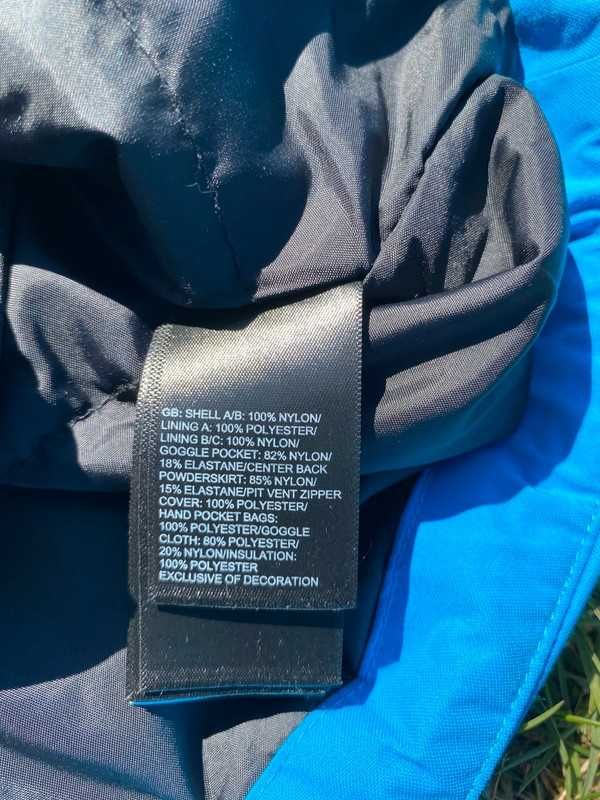 GB: SHELL A/B: 100% NYLON/
LINING A: 100% POLYESTER/
LINING B/C: 100% NYLON/
GOGGLE POCKET: 82% NYLON/
18% ELASTANE/CENTER BACK
POWDERSKIRT: 85% NYLON/
15% ELASTANE/PIT VENT ZIPPER
COVER: 100% POLYESTER/
HAND POCKET BAGS:
100% POLYESTER/GOGGLE
CLOTH: 80% POLYESTER/
20% NYLON/INSULATION:
100% POLYESTER
EXCLUSIVE OF DECORATION